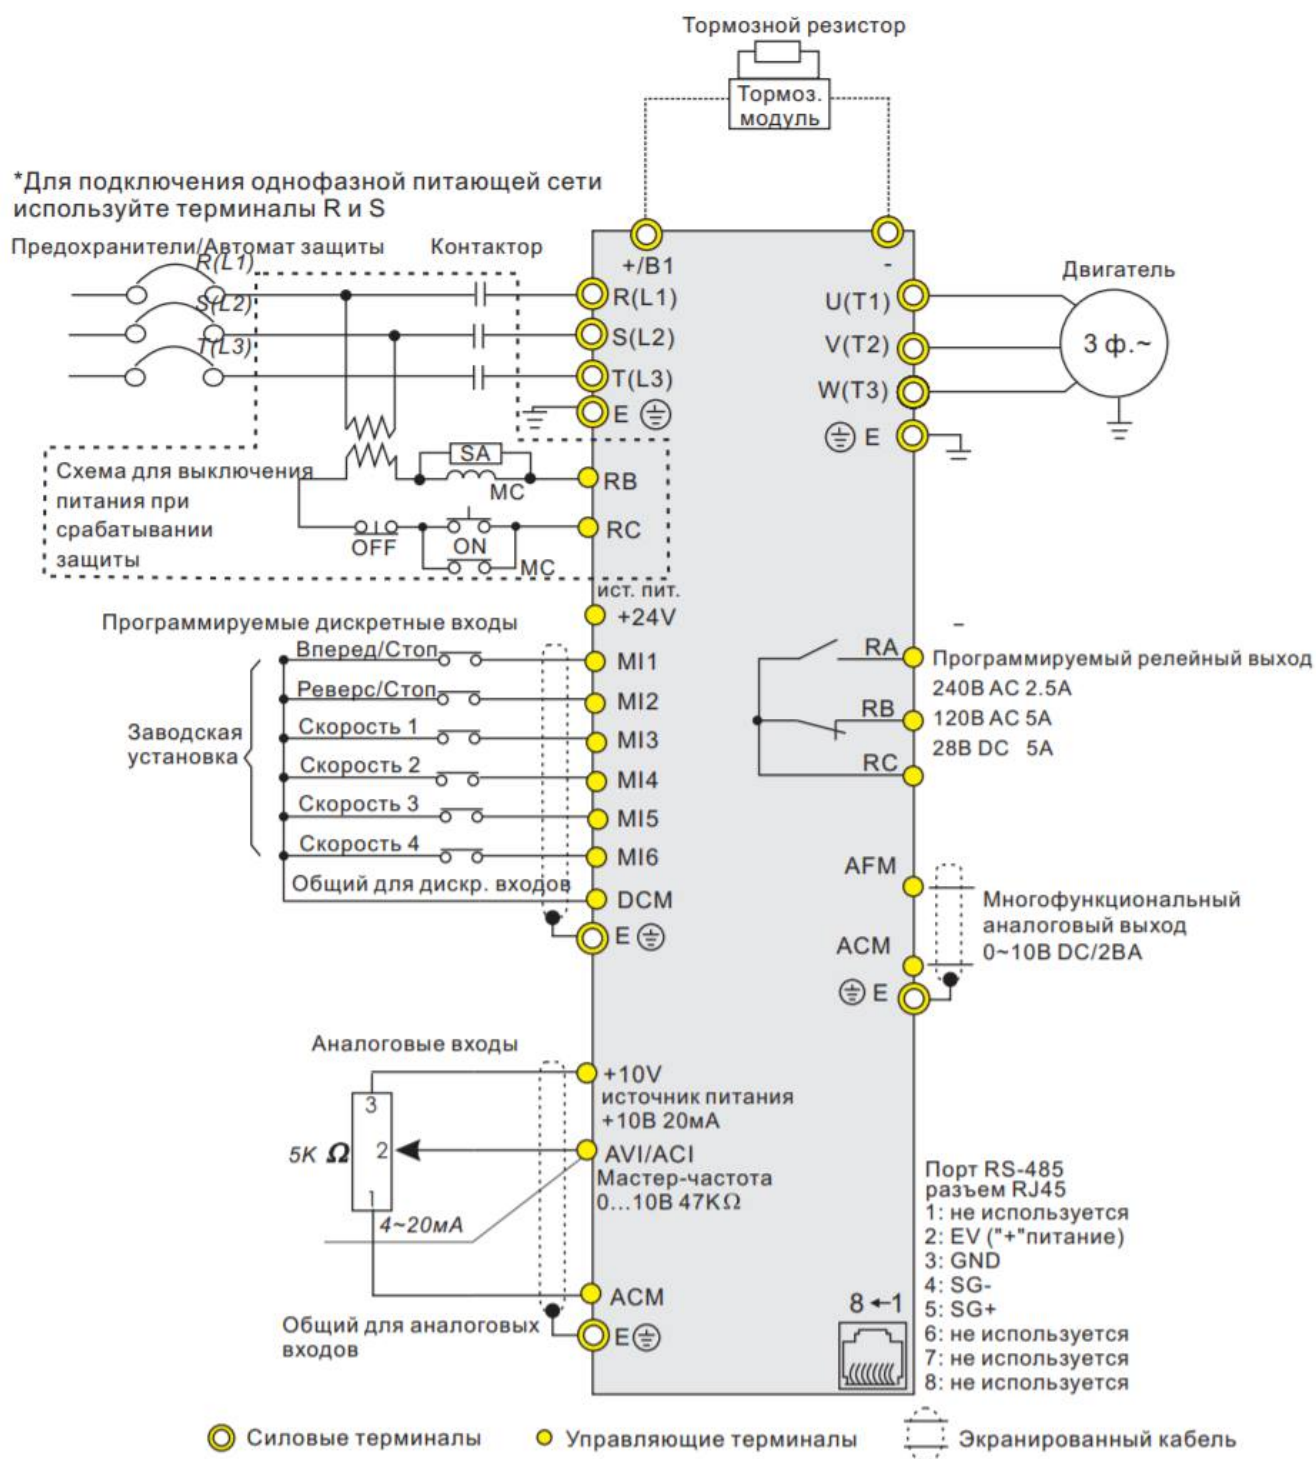 Тормозной резистор
Тормоз.
модуль
*Для подключения однофазной питающей сети
используйте терминалы R и S
Предохранители/Автомат защиты
Контактор
R(L1)
S(L2)
T(L3)
+/B1
-
R(L1)
S(L2)
T(L3)
E
U(T1)
V(T2)
W(T3)
E
Двигатель
3 ф.~
Схема для выключения
питания при
срабатывании
защиты
SA
MC
OFF
ON
MC
RB
RC
ист. пит.
+24V
Программируемые дискретные входы
Заводская
установка
Вперед/Стоп
Реверс/Стоп
Скорость 1
Скорость 2
Скорость 3
Скорость 4
Общий для дискр. входов
MI1
MI2
MI3
MI4
MI5
MI6
DCM
E
–
RA
RB
RC
Программируемый релейный выход
240В AC 2.5A
120В AC 5A
28В DC 5A
AFM
ACM
E
Многофункциональный
аналоговый выход
0~10В DC/2ВА
Аналоговые входы
5K Ω
3
2
1
4~20мА
+10V
источник питания
+10В 20мА
AVI/ACI
Мастер-частота
0...10В 47KΩ
ACM
E
Общий для аналоговых
входов
8←1
Порт RS-485
разъем RJ45
1: не используется
2: EV ("+"питание)
3: GND
4: SG-
5: SG+
6: не используется
7: не используется
8: не используется
Силовые терминалы
Управляющие терминалы
Экранированный кабель